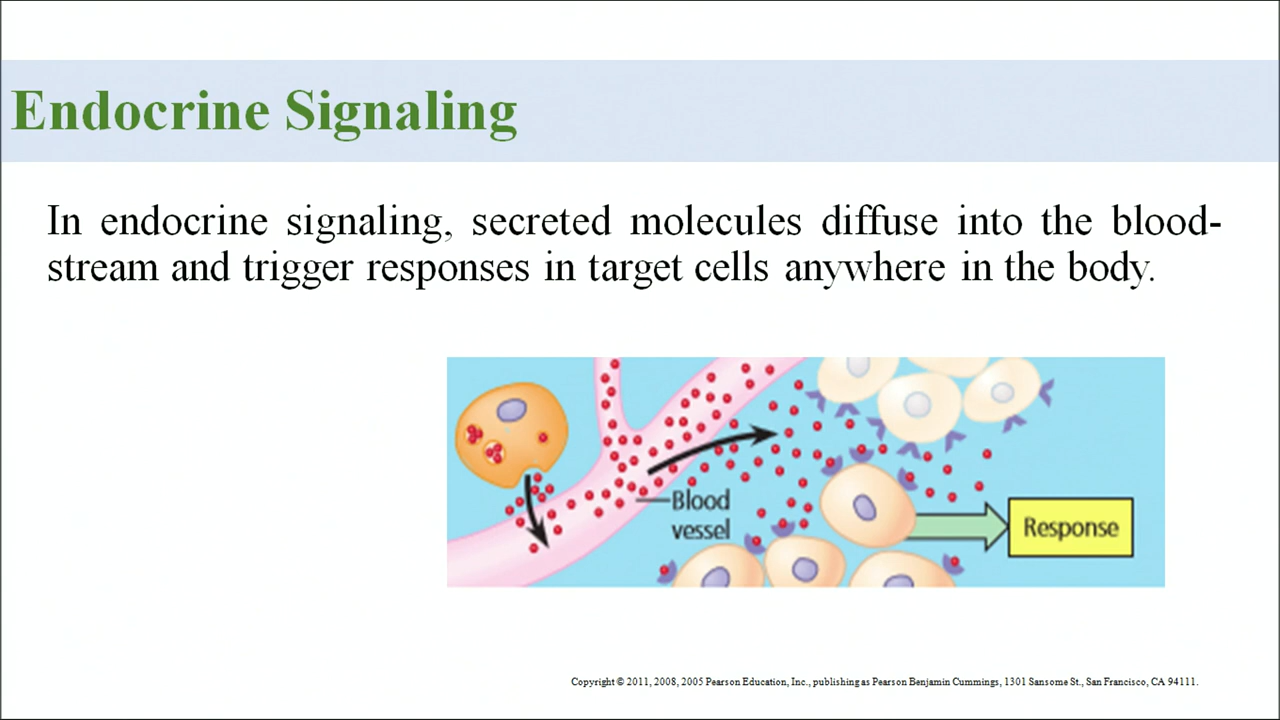 Endocrine Signaling
In endocrine signaling, secreted molecules diffuse into the blood-
stream and trigger responses in target cells anywhere in the body.
Blood
vessel
Response
Copyright © 2011, 2008, 2005 Pearson Education, Inc., publishing as Pearson Benjamin Cummings, 1301 Sansome St., San Francisco, CA 94111.